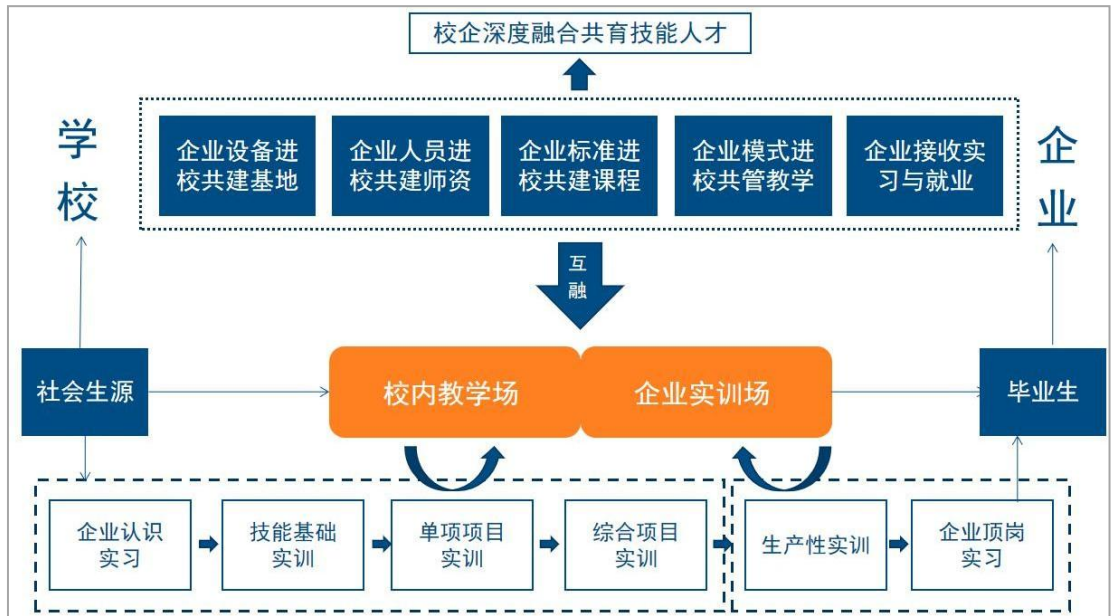 校企深度融合共育技能人才
学校
企业设备进
校共建基地
企业人员进
校共建师资
企业标准进
校共建课程
企业模式进
校共管教学
企业接收实
习与就业
企业
互融
社会生源
校内教学场
企业实训场
毕业生
企业认识
实习
技能基础
实训
单项项目
实训
综合项目
实训
生产性实训
企业顶岗
实习